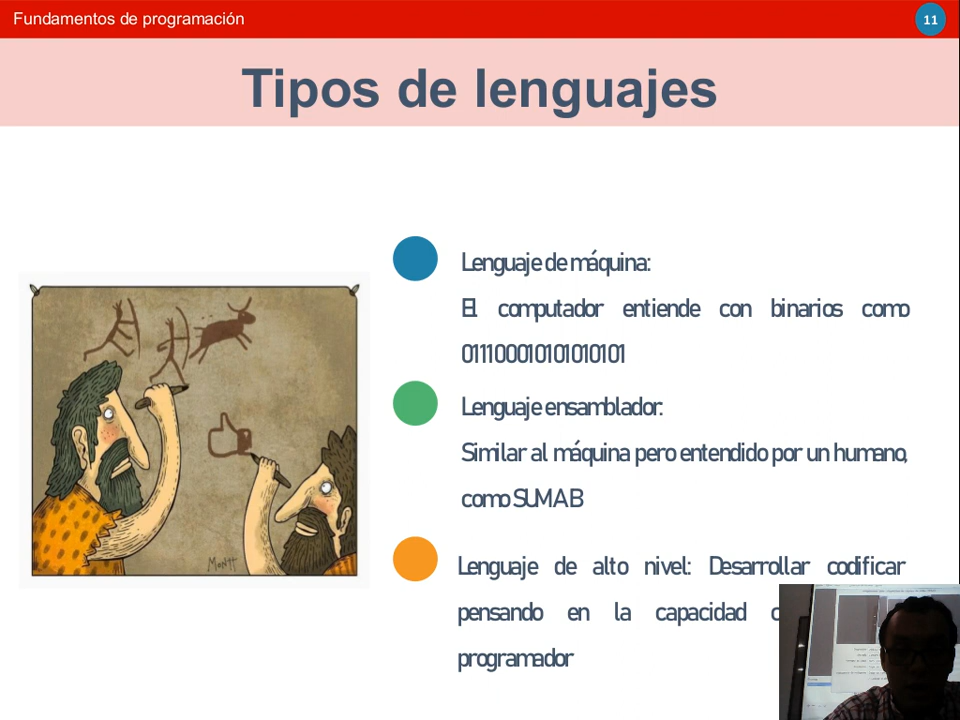 Fundamentos de programación
11
Tipos de lenguajes
Lenguaje de máquina:
El computador entiende con binarios como
011100010101010101
Lenguaje ensamblador:
Similar al máquina pero entendido por un humano,
como SUMA B
Lenguaje de alto nivel: Desarrollar codificar
pensando en la capacidad
programador
MONTT